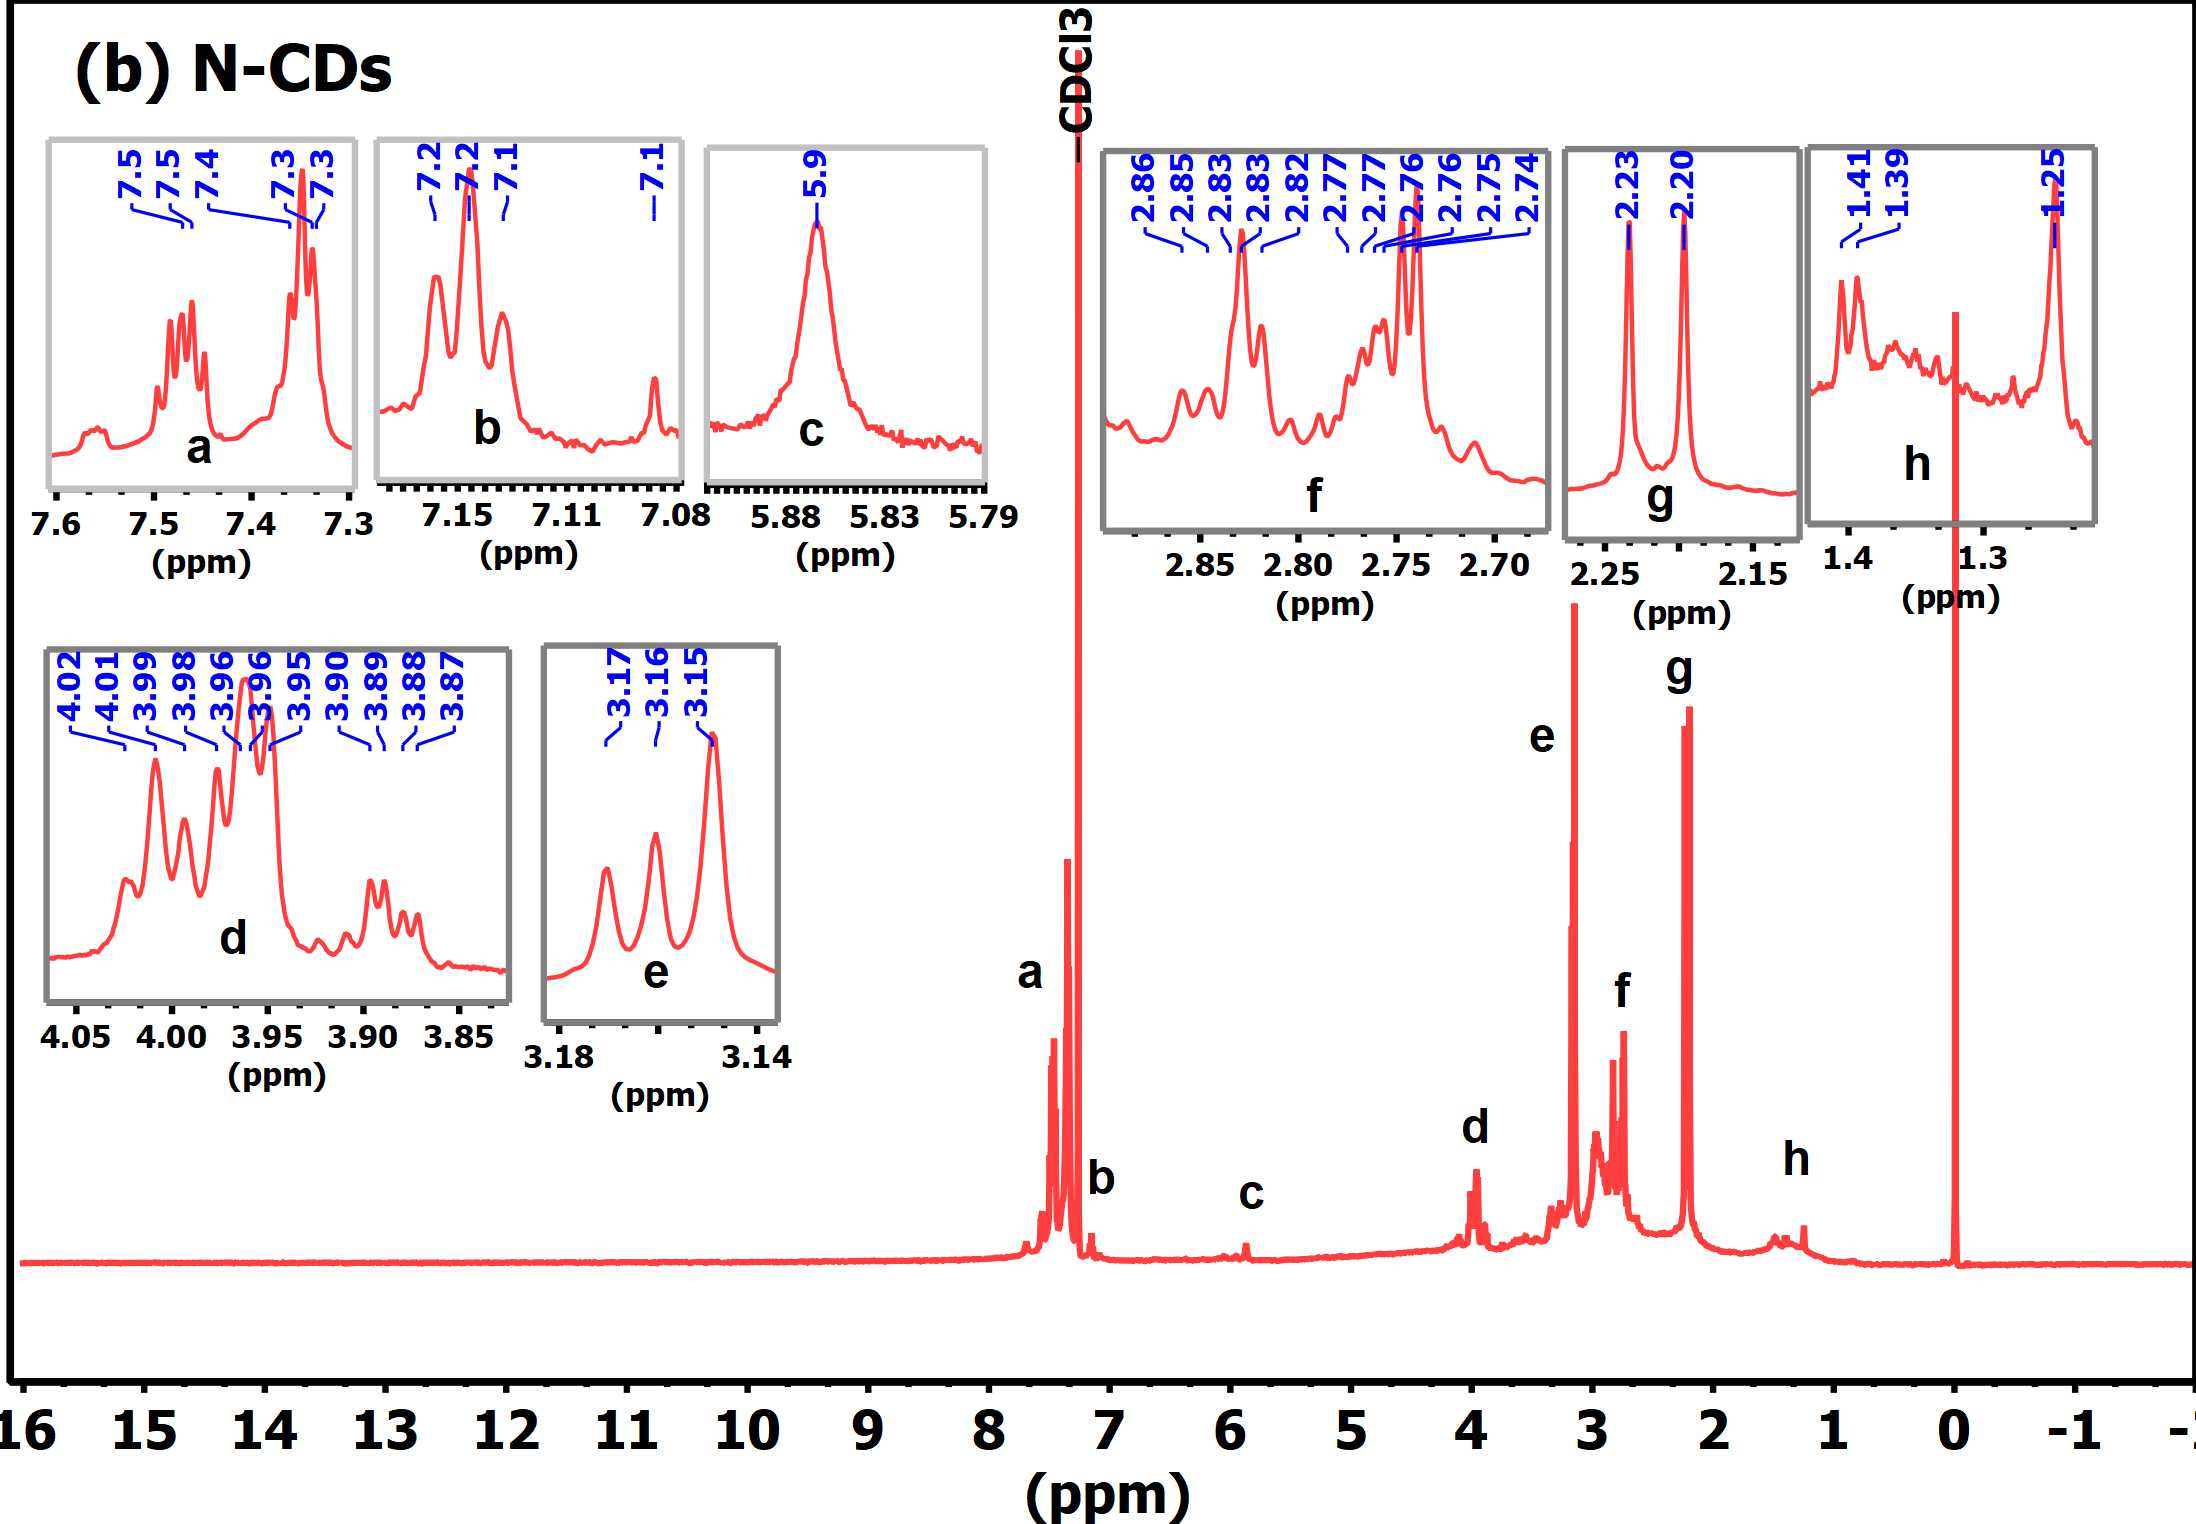 CDCl3
(b) N-CDs
7.5 7.5 7.4 7.3 7.3
a
7.6 7.5 7.4 7.3
(ppm)
7.2 7.2 7.1 7.1
b
7.15 7.11 7.08
(ppm)
5.9
c
5.88 5.83 5.79
(ppm)
2.86 2.85 2.83 2.83 2.82 2.77 2.77 2.76 2.76 2.75 2.74
f
2.85 2.80 2.75 2.70
(ppm)
2.23 2.20
g
2.25 2.15
(ppm)
1.41 1.39 1.25
h
1.4 1.3
(ppm)
4.02 4.01 3.99 3.98 3.96 3.96 3.95 3.90 3.89 3.88 3.87
d
4.05 4.00 3.95 3.90 3.85
(ppm)
3.17 3.16 3.15
e
3.18 3.14
(ppm)
a
b
c
d
e
f
g
h
16 15 14 13 12 11 10 9 8 7 6 5 4 3 2 1 0 -1
(ppm)